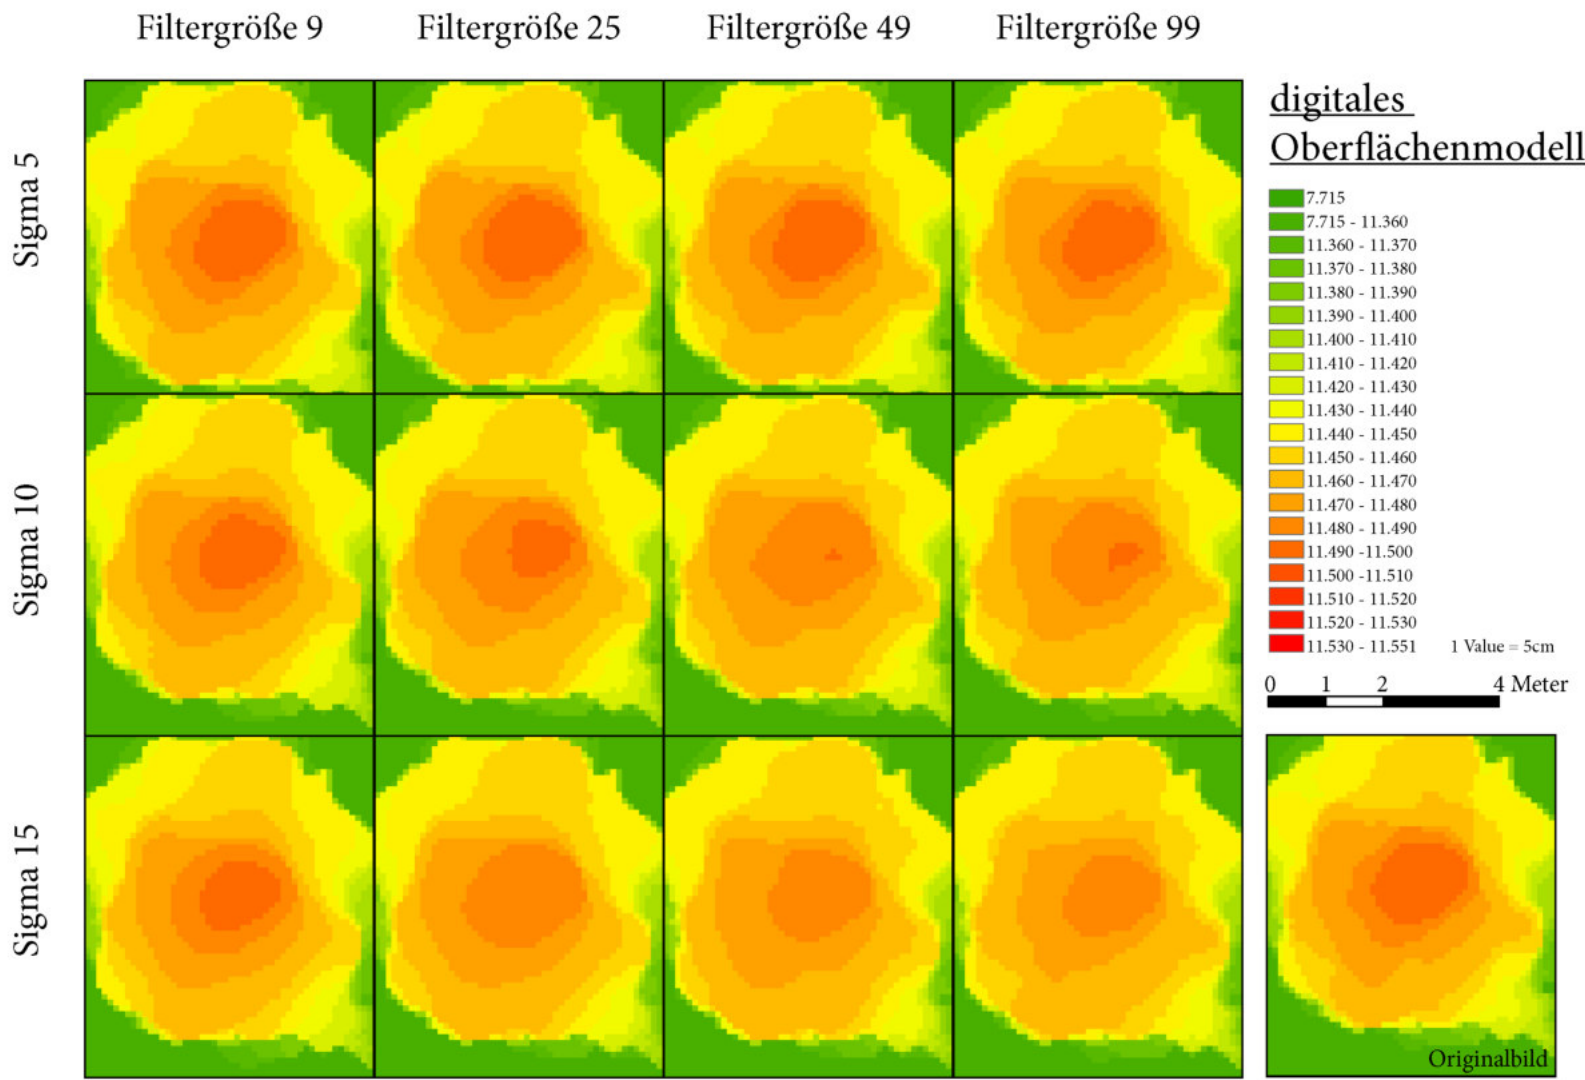 Filtergröße 9
Filtergröße 25
Filtergröße 49
Filtergröße 99
Sigma 5
Sigma 10
Sigma 15
digitales
Oberflächenmodell
7.715
7.715 - 11.360
11.360 - 11.370
11.370 - 11.380
11.380 - 11.390
11.390 - 11.400
11.400 - 11.410
11.410 - 11.420
11.420 - 11.430
11.430 - 11.440
11.440 - 11.450
11.450 - 11.460
11.460 - 11.470
11.470 - 11.480
11.480 - 11.490
11.490 -11.500
11.500 -11.510
11.510 - 11.520
11.520 - 11.530
11.530 - 11.551 1 Value = 5cm
0 1 2 4 Meter
Originalbild